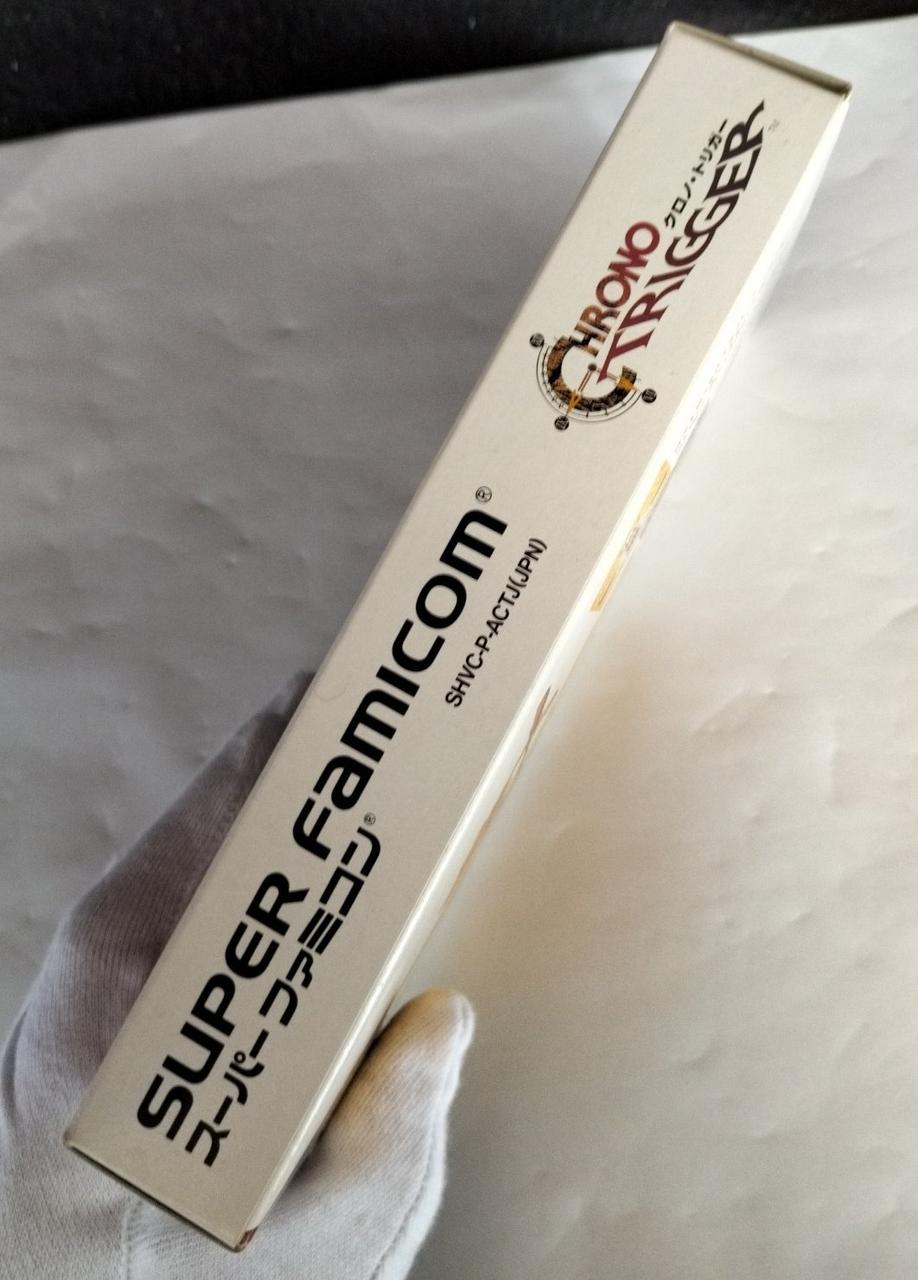 SUPER FAMICOM®
スーパーファミコン®
SHVC-P-ACTJ(JPN)
CHRONO
クロノ・トリガー
TRIGGER™